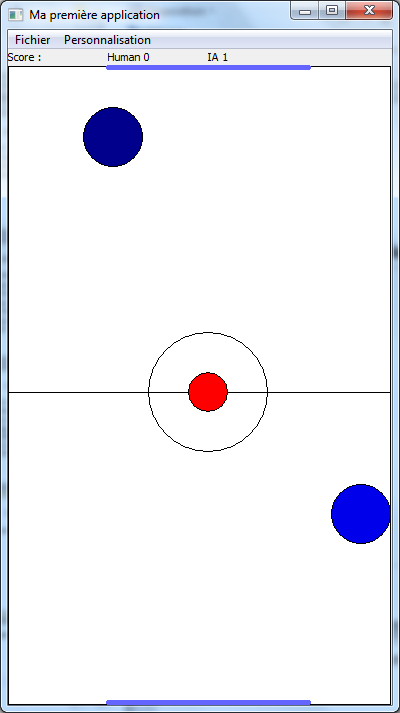 Ma première application
Fichier Personnalisation
Score : Human 0 IA 1